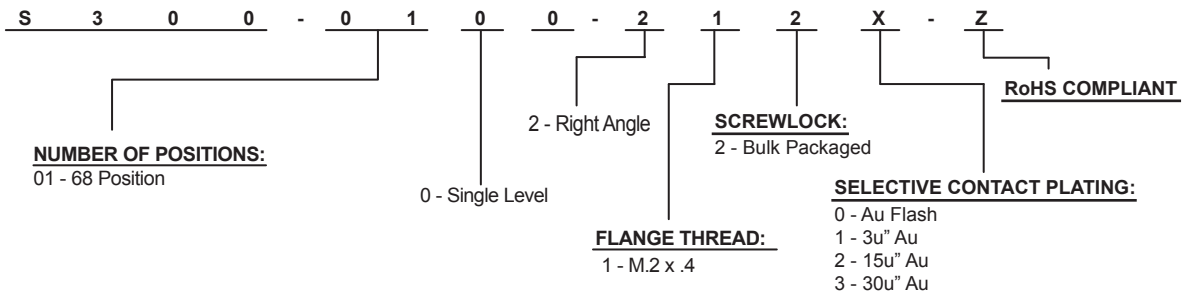 S 3 0 0 - 0 1 0 0 - 2 1 2 X - Z
RoHS COMPLIANT
2 - Right Angle
SCREWLOCK:
2 - Bulk Packaged
NUMBER OF POSITIONS:
01 - 68 Position
0 - Single Level
SELECTIVE CONTACT PLATING:
0 - Au Flash
1 - 3u" Au
2 - 15u" Au
3 - 30u" Au
FLANGE THREAD:
1 - M.2 x .4